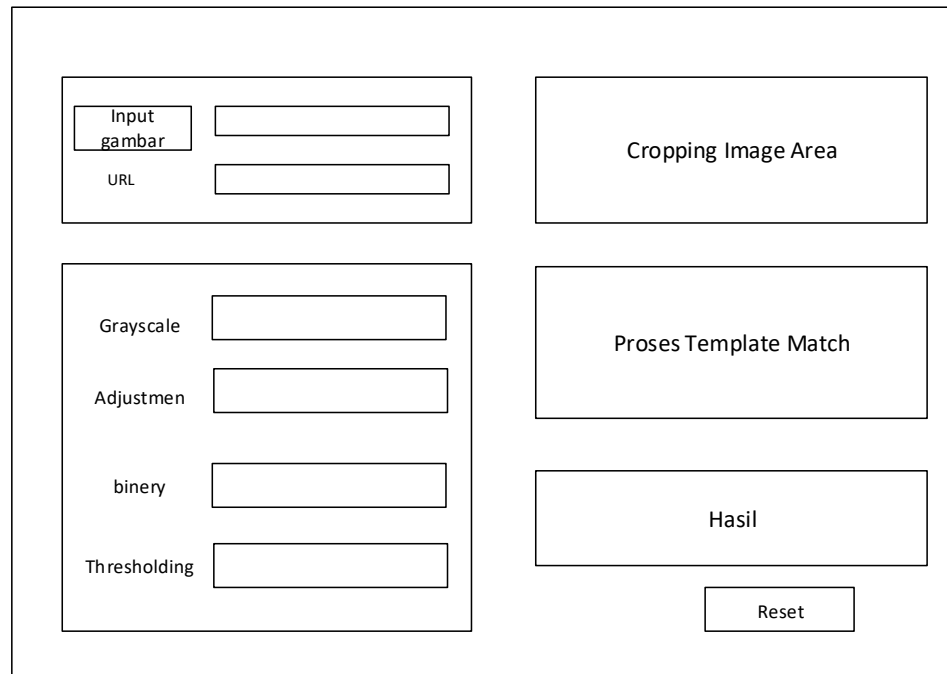 Input
gambar
URL
Cropping Image Area
Grayscale
Adjustmen
binery
Thresholding
Proses Template Match
Hasil
Reset